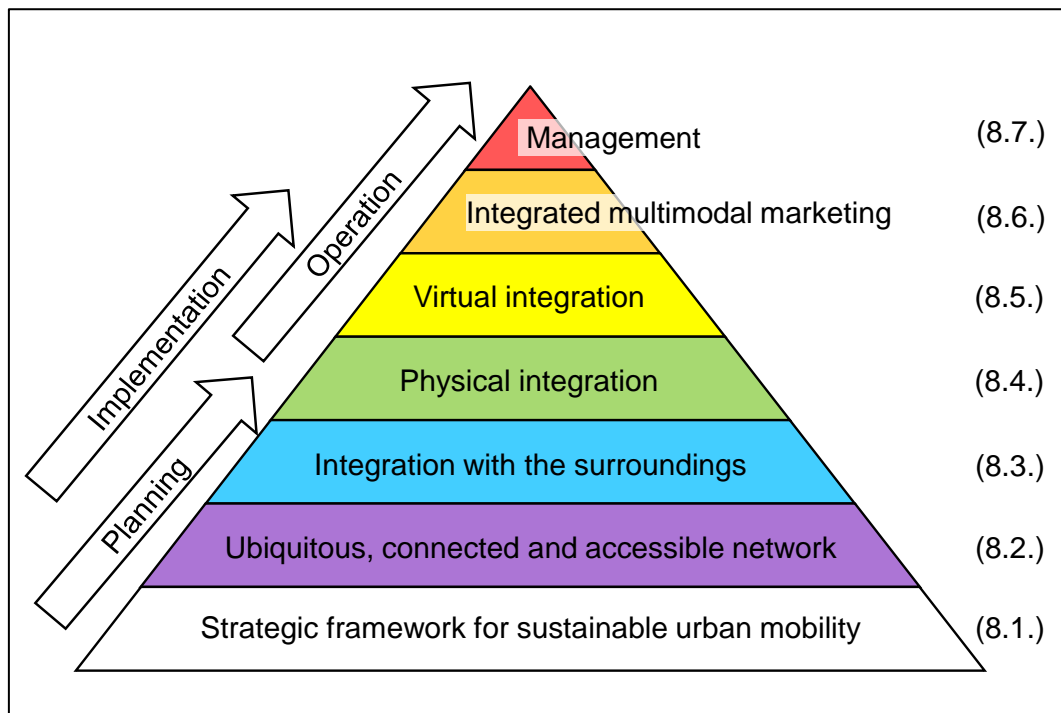 Management (8.7.)
Integrated multimodal marketing (8.6.)
Virtual integration (8.5.)
Physical integration (8.4.)
Integration with the surroundings (8.3.)
Ubiquitous, connected and accessible network (8.2.)
Strategic framework for sustainable urban mobility (8.1.)
Implementation
Operation
Planning